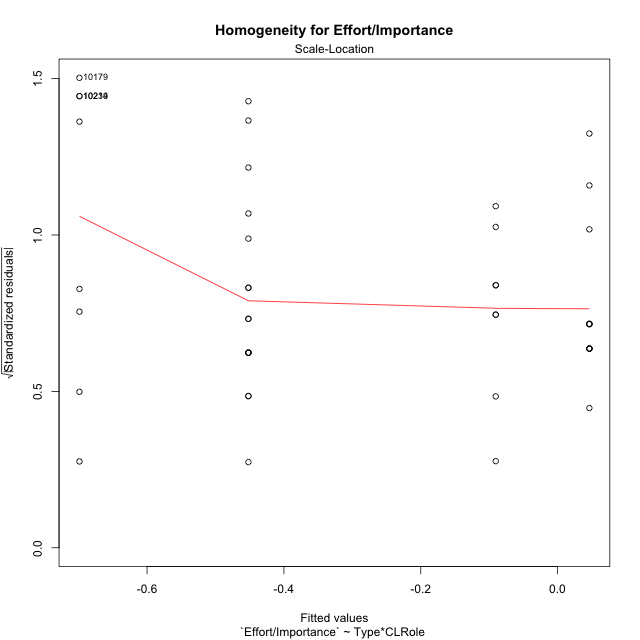 Homogeneity for Effort/Importance
Scale-Location
10179
√|Standardized residuals|
0.0
0.5
1.0
1.5
-0.6
-0.4
-0.2
0.0
Fitted values
`Effort/Importance` ~ Type*CLRole